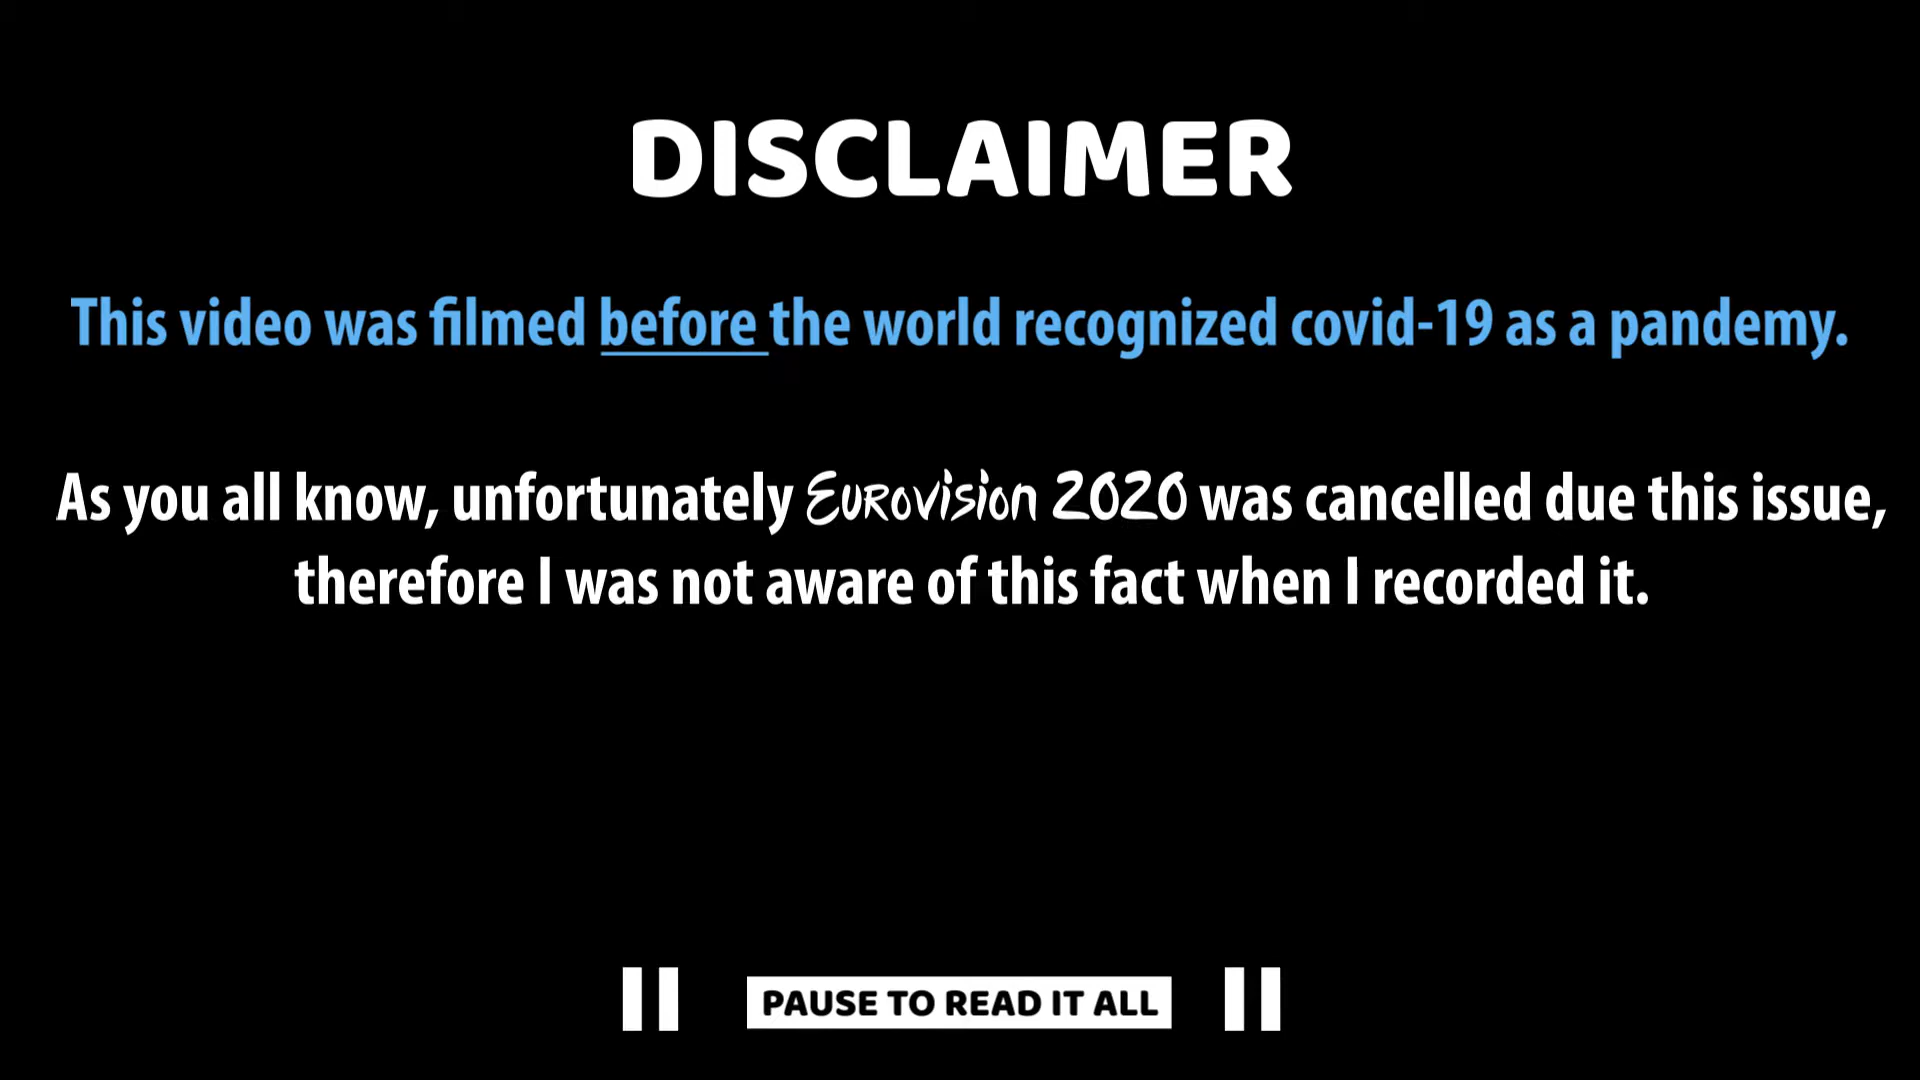 DISCLAIMER
This video was filmed before the world recognized covid-19 as a pandemy.
As you all know, unfortunately Eurovision 2020 was cancelled due this issue,
therefore I was not aware of this fact when I recorded it.
PAUSE TO READ IT ALL